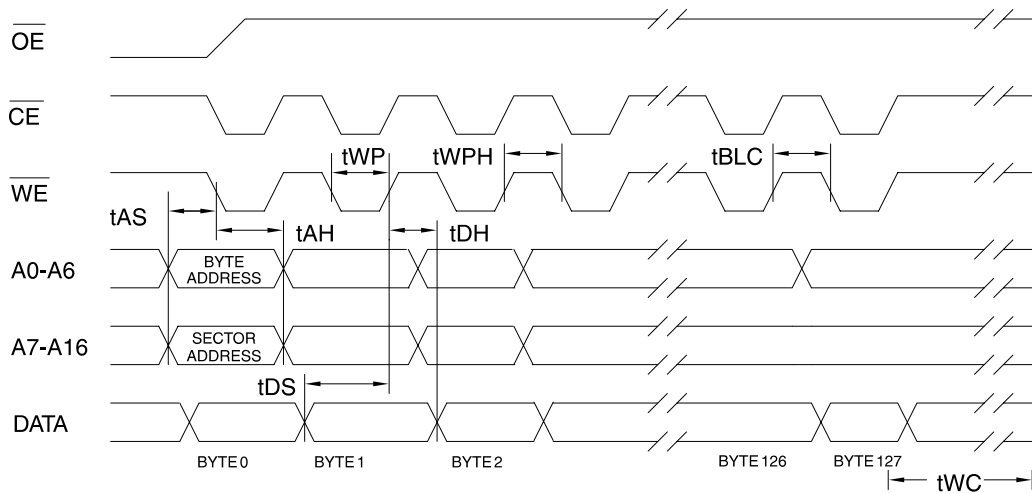 OE
CE
tWP tWPH tBLC
WE
tAS
tAH tDH
A0-A6 BYTE ADDRESS
A7-A16 SECTOR ADDRESS
tDS
DATA
BYTE 0 BYTE 1 BYTE 2 BYTE 126 BYTE 127
tWC